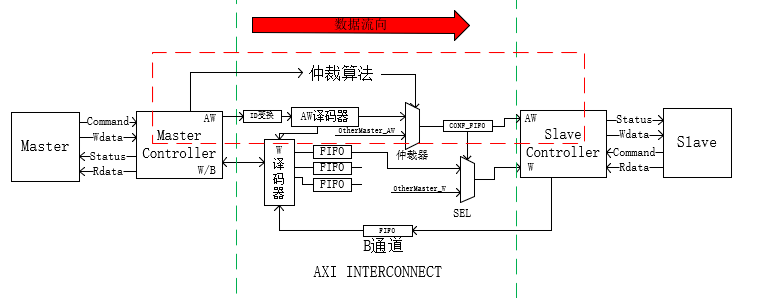 数据流向
仲裁算法
Master
Command
Wdata
Status
Rdata
AW
Master
Controller
W/B
ID变换
AW译码器
OtherMaster_AW
仲裁器
CONF_FIFO
W
译
码
器
FIFO
FIFO
FIFO
OtherMaster_W
SEL
FIFO
B通道
AW
Slave
Controller
W
Status
Wdata
Command
Rdata
Slave
AXI INTERCONNECT